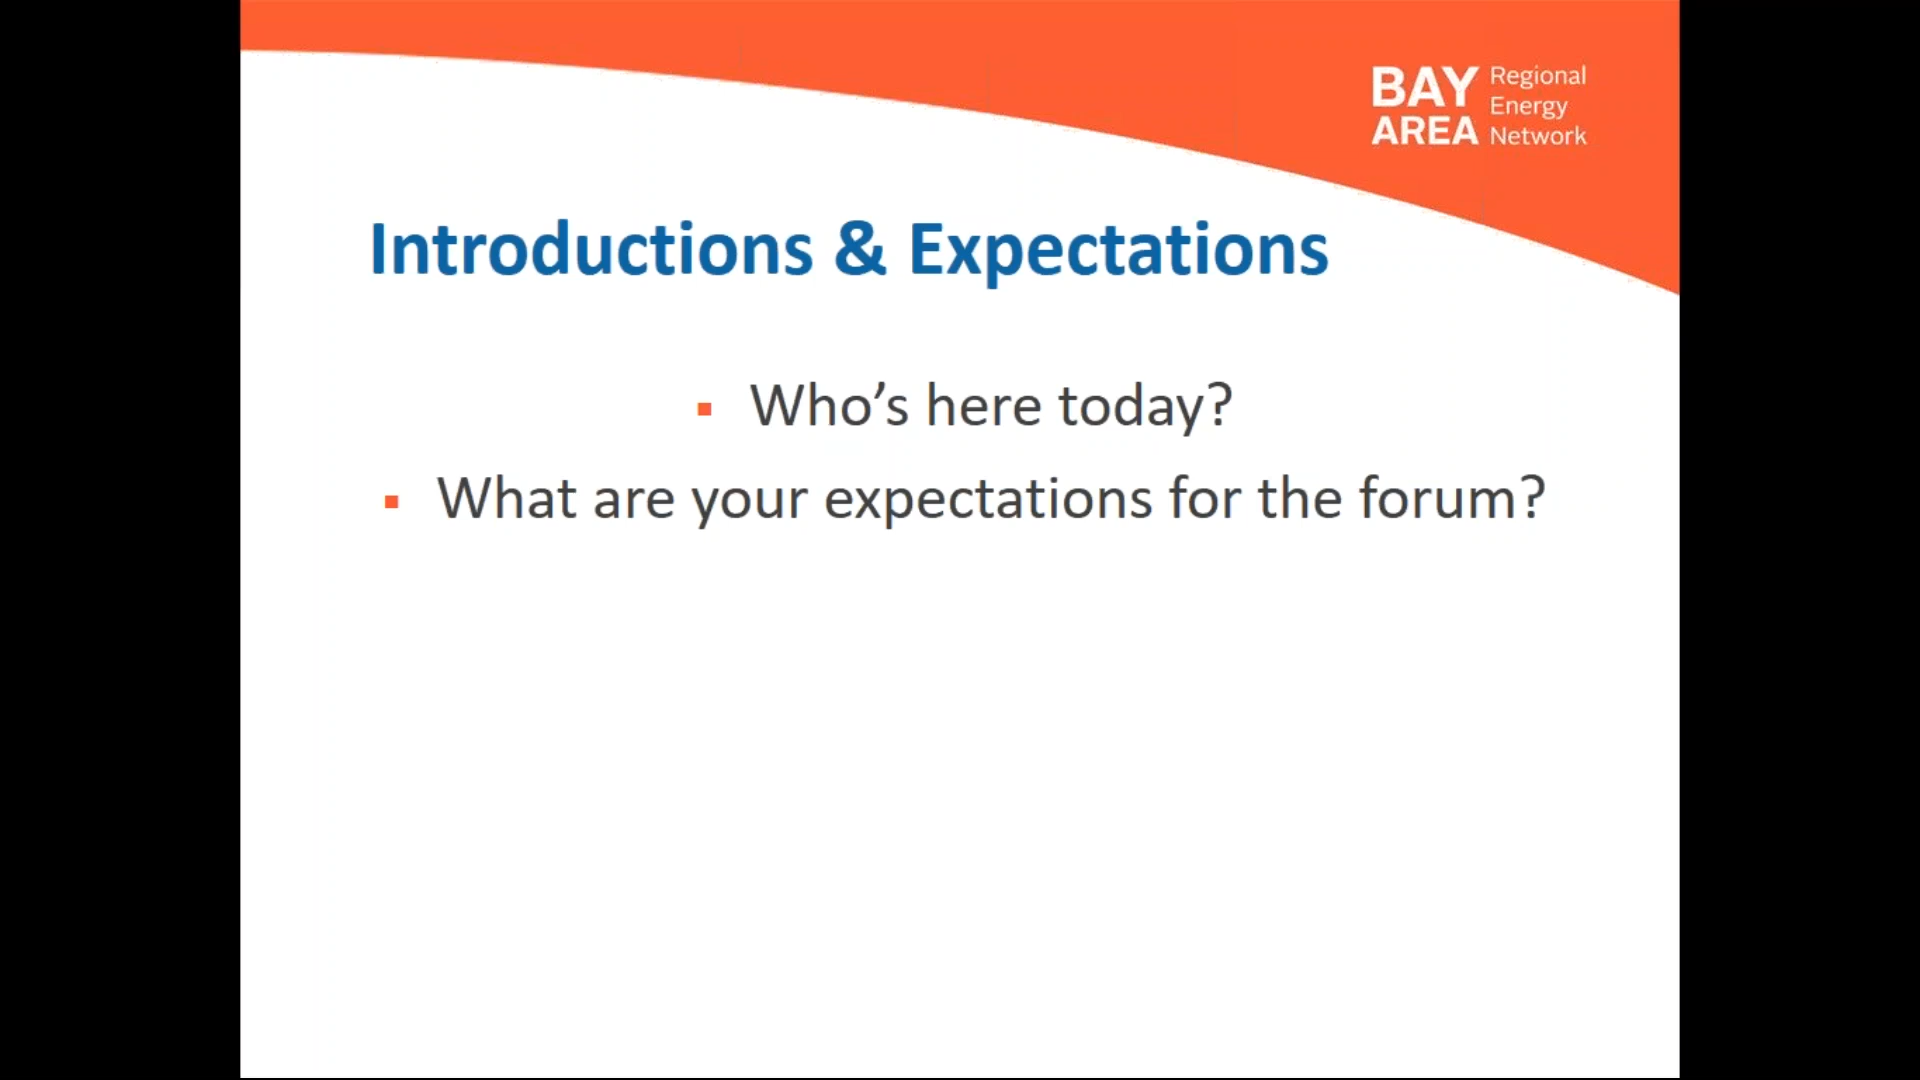 BAY Regional
Energy
AREA Network
Introductions & Expectations
▪ Who’s here today?
▪ What are your expectations for the forum?